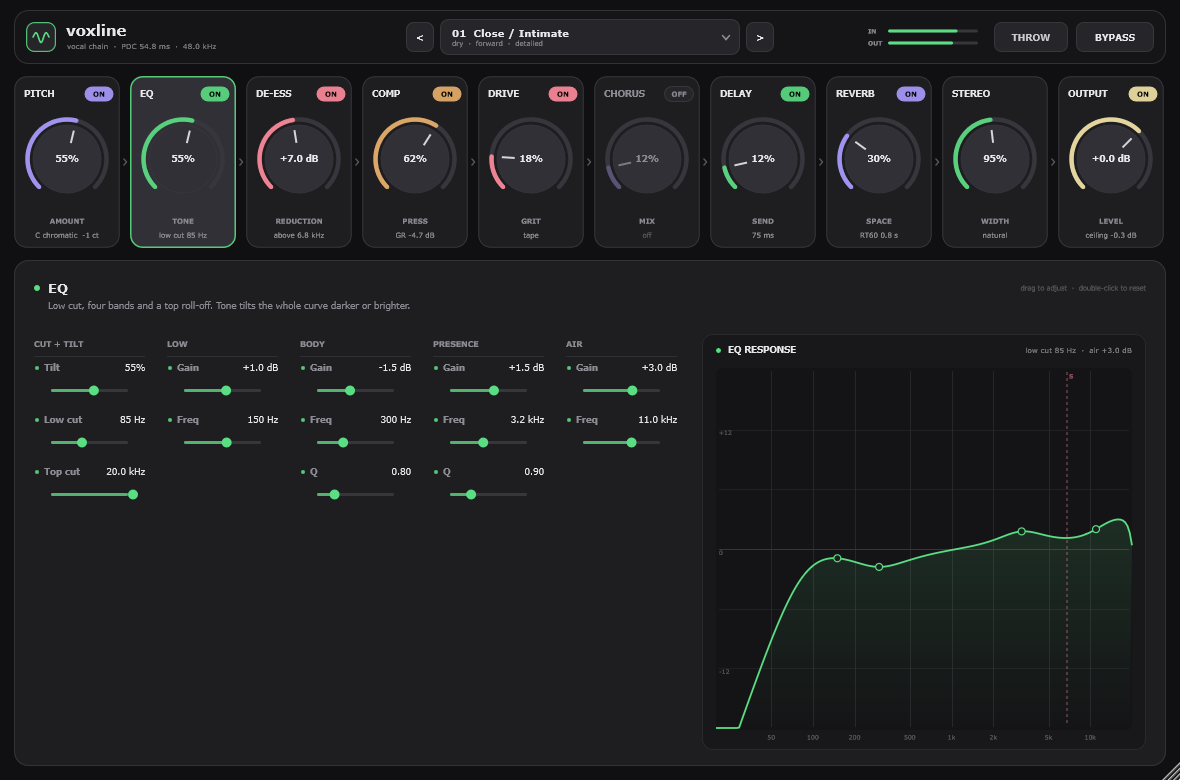 voxline
vocal chain · PDC 54.8 ms · 48.0 kHz
<
01 Close / Intimate
dry · forward · detailed
>
IN
OUT
THROW
BYPASS
PITCH ON
55%
AMOUNT
C chromatic -1 ct
EQ ON
55%
TONE
low cut 85 Hz
DE-ESS ON
+7.0 dB
REDUCTION
above 6.8 kHz
COMP ON
62%
PRESS
GR -4.7 dB
DRIVE ON
18%
GRIT
tape
CHORUS OFF
12%
MIX
off
DELAY ON
12%
SEND
75 ms
REVERB ON
30%
SPACE
RT60 0.8 s
STEREO
95%
WIDTH
natural
OUTPUT ON
+0.0 dB
LEVEL
ceiling -0.3 dB
EQ
Low cut, four bands and a top roll-off. Tone tilts the whole curve darker or brighter.
drag to adjust · double-click to reset
CUT + TILT
Tilt 55%
Low cut 85 Hz
Top cut 20.0 kHz
LOW
Gain +1.0 dB
Freq 150 Hz
BODY
Gain -1.5 dB
Freq 300 Hz
Q 0.80
PRESENCE
Gain +1.5 dB
Freq 3.2 kHz
Q 0.90
AIR
Gain +3.0 dB
Freq 11.0 kHz
EQ RESPONSE
low cut 85 Hz · air +3.0 dB
S
+12
0
-12
50 100 200 500 1k 2k 5k 10k